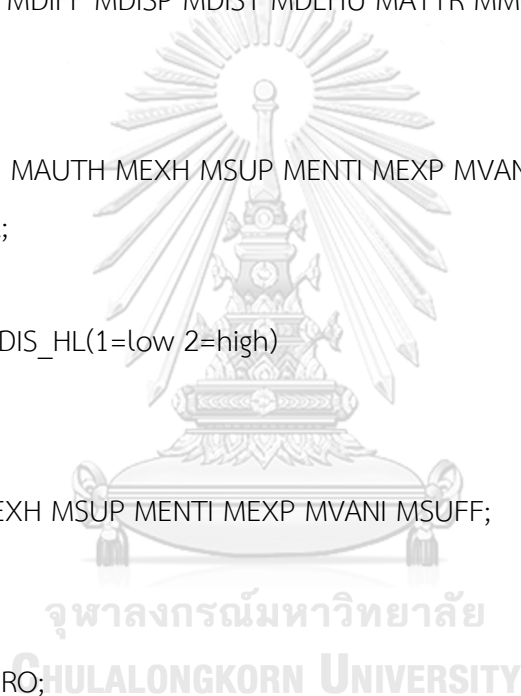 MDIFF MDISP MDIST MDEHU MATTR MM
MAUTH MEXH MSUP MENTI MEXP MVAN
;
DIS_HL(1=low 2=high)
EXH MSUP MENTI MEXP MVANI MSUFF;
RO;
จุฬาลงกรณ์มหาวิทยาลัย
CHULALONGKORN UNIVERSITY